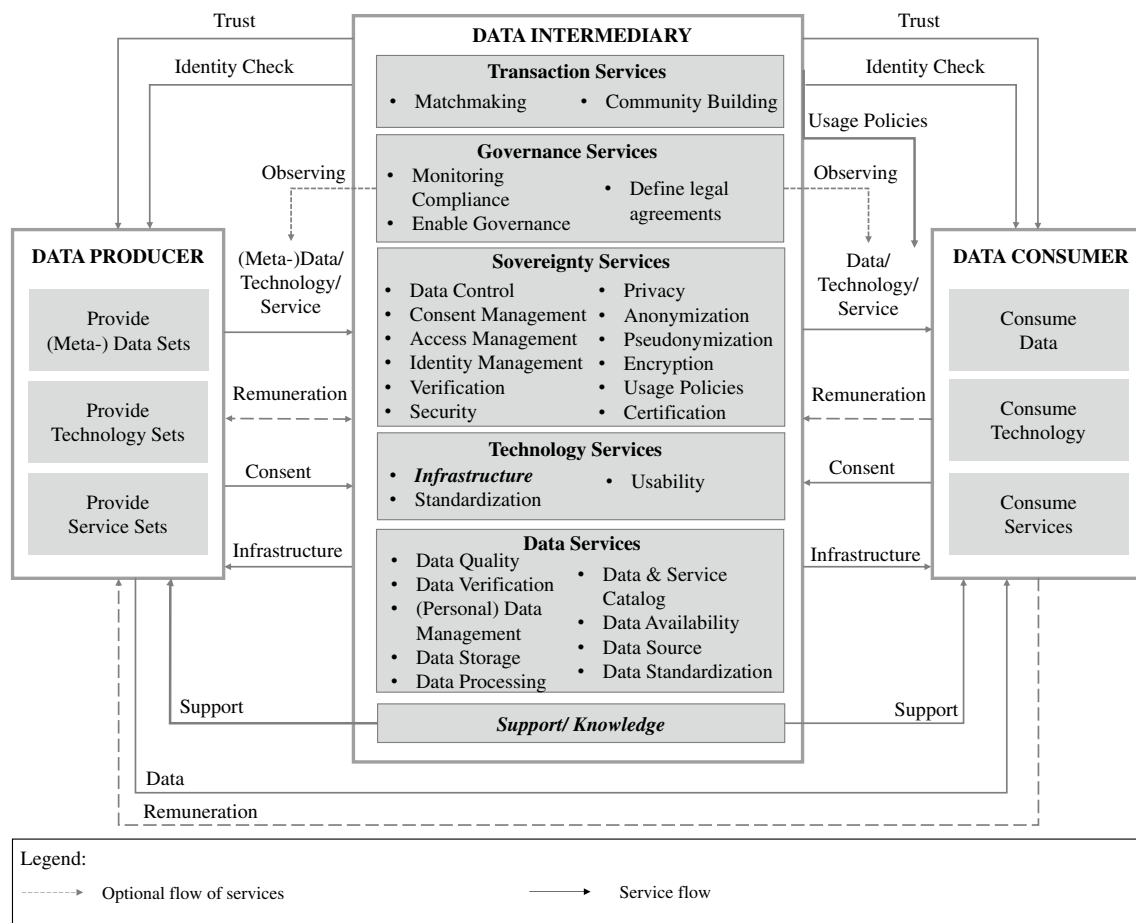 Trust
Identity Check
DATA INTERMEDIARY
Transaction Services
• Matchmaking
• Community Building
Trust
Identity Check
Usage Policies
Governance Services
• Monitoring
Compliance
• Enable Governance
• Define legal
agreements
Observing
Observing
DATA PRODUCER
Provide
(Meta-) Data Sets
Provide
Technology Sets
Provide
Service Sets
(Meta-)Data/
Technology/
Service
Remuneration
Consent
Infrastructure
Sovereignty Services
• Data Control
• Consent Management
• Access Management
• Identity Management
• Verification
• Security
• Privacy
• Anonymization
• Pseudonymization
• Encryption
• Usage Policies
• Certification
Technology Services
• Infrastructure
• Standardization
• Usability
Data Services
• Data Quality
• Data Verification
• (Personal) Data
Management
• Data Storage
• Data Processing
• Data & Service
Catalog
• Data Availability
• Data Source
• Data Standardization
Data/
Technology/
Service
Remuneration
Consent
Infrastructure
DATA CONSUMER
Consume
Data
Consume
Technology
Consume
Services
Support
Support/ Knowledge
Support
Data
Remuneration
Legend:
Optional flow of services
Service flow